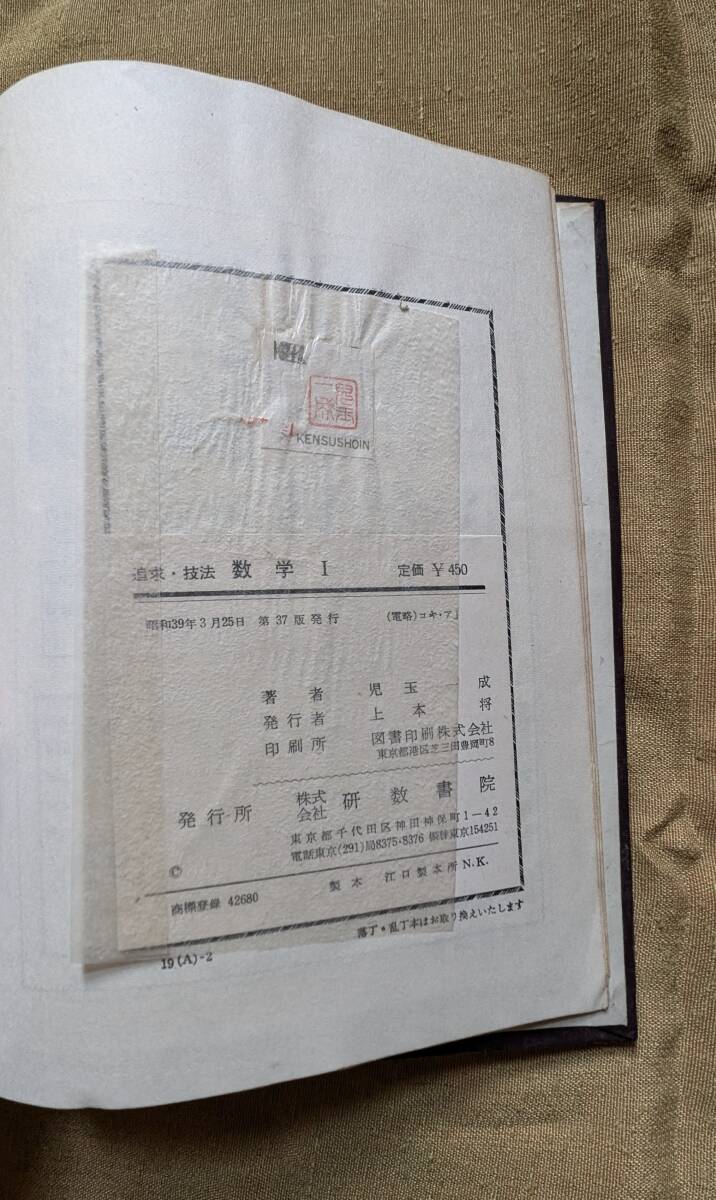 KENSUSHOIN
追求・技法 数学 I 定価 ¥450
昭和39年3月25日 第37版発行 (電略)コキ・ア
著者 児玉 成
発行者 上本 将
印刷所 図書印刷株式会社
東京都港区芝三田豊岡町8
発行所 株式会社 研数書院
東京都千代田区神田神保町1-42
電話東京(291)局8375・8376 振替東京154251
©
製本 江口製本所 N.K.
商標登録 42680
落丁・乱丁本はお取り換えいたします
19(A)-2